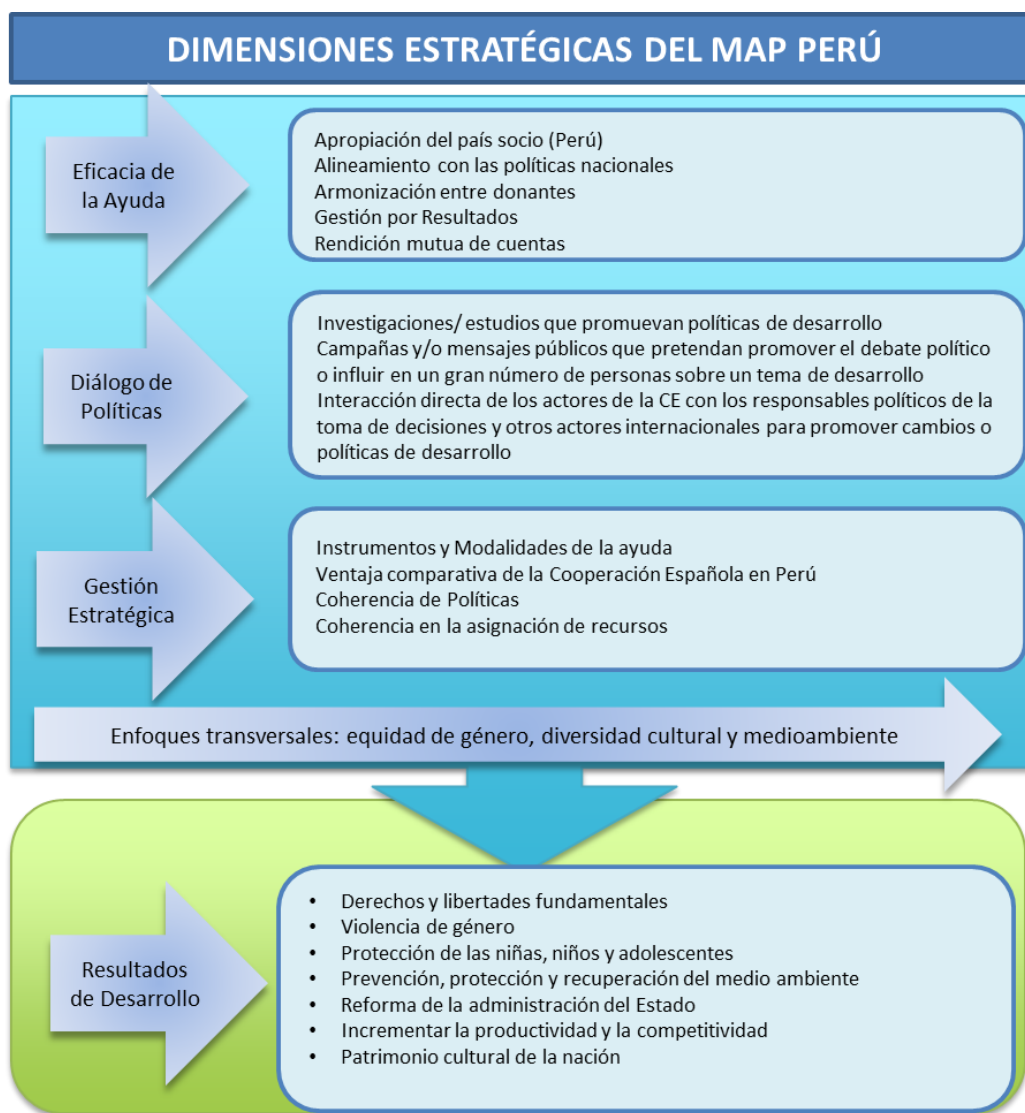 DIMENSIONES ESTRATÉGICAS DEL MAP PERÚ
Eficacia de
la Ayuda
Apropiación del país socio (Perú)
Alineamiento con las políticas nacionales
Armonización entre donantes
Gestión por Resultados
Rendición mutua de cuentas
Diálogo de
Políticas
Investigaciones/ estudios que promuevan políticas de desarrollo
Campañas y/o mensajes públicos que pretendan promover el debate político
o influir en un gran número de personas sobre un tema de desarrollo
Interacción directa de los actores de la CE con los responsables políticos de la
toma de decisiones y otros actores internacionales para promover cambios o
políticas de desarrollo
Gestión
Estratégica
Instrumentos y Modalidades de la ayuda
Ventaja comparativa de la Cooperación Española en Perú
Coherencia de Políticas
Coherencia en la asignación de recursos
Enfoques transversales: equidad de género, diversidad cultural y medioambiente
Resultados
de Desarrollo
• Derechos y libertades fundamentales
• Violencia de género
• Protección de las niñas, niños y adolescentes
• Prevención, protección y recuperación del medio ambiente
• Reforma de la administración del Estado
• Incrementar la productividad y la competitividad
• Patrimonio cultural de la nación